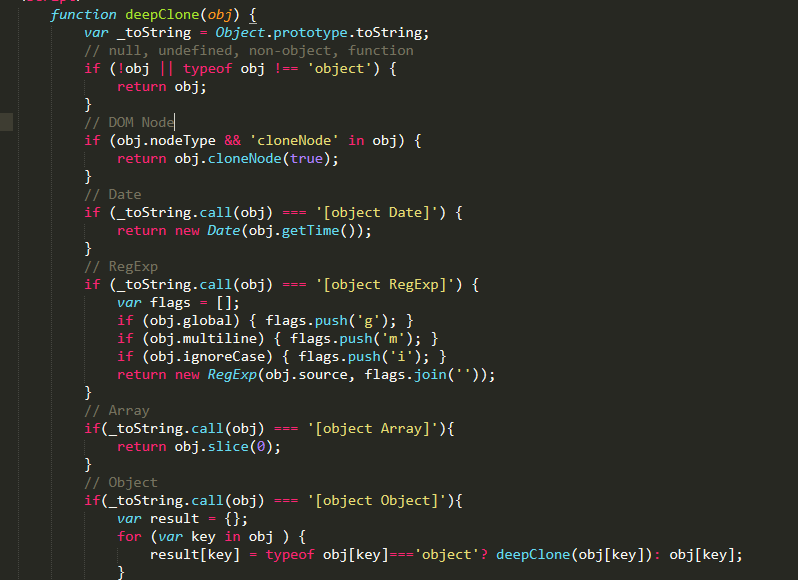 function deepClone(obj) {
var _toString = Object.prototype.toString;
// null, undefined, non-object, function
if (!obj || typeof obj !== 'object') {
return obj;
}
// DOM Node
if (obj.nodeType && 'cloneNode' in obj) {
return obj.cloneNode(true);
}
// Date
if (_toString.call(obj) === '[object Date]') {
return new Date(obj.getTime());
}
// RegExp
if (_toString.call(obj) === '[object RegExp]') {
var flags = [];
if (obj.global) { flags.push('g'); }
if (obj.multiline) { flags.push('m'); }
if (obj.ignoreCase) { flags.push('i'); }
return new RegExp(obj.source, flags.join(''));
}
// Array
if(_toString.call(obj) === '[object Array]'){
return obj.slice(0);
}
// Object
if(_toString.call(obj) === '[object Object]'){
var result = {};
for (var key in obj ) {
result[key] = typeof obj[key]==='object'? deepClone(obj[key]): obj[key];
}